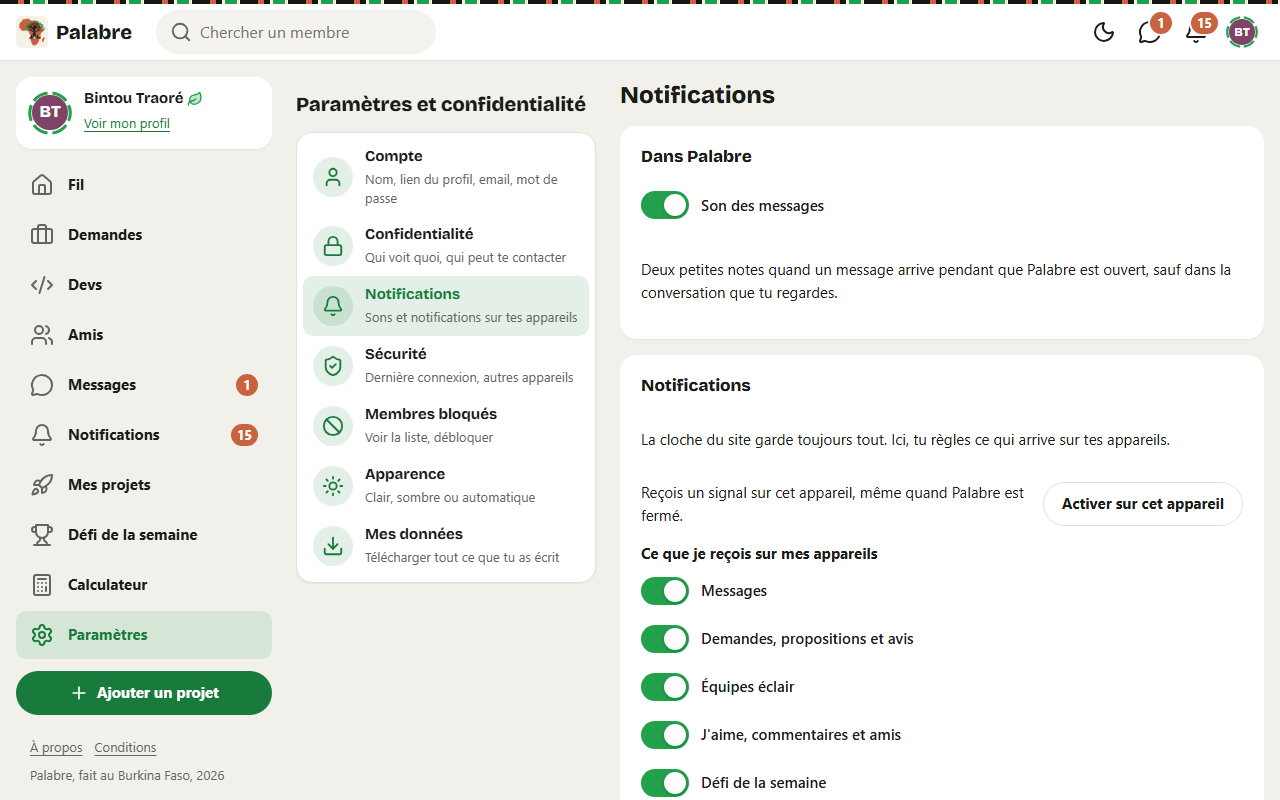 Palabre
Chercher un membre
1
15
BT
BT
Bintou Traoré
Voir mon profil
Fil
Demandes
Devs
Amis
Messages
1
Notifications
15
Mes projets
Défi de la semaine
Calculateur
Paramètres
Ajouter un projet
À propos Conditions
Palabre, fait au Burkina Faso, 2026
Paramètres et confidentialité
Compte
Nom, lien du profil, email, mot de
passe
Confidentialité
Qui voit quoi, qui peut te contacter
Notifications
Sons et notifications sur tes appareils
Sécurité
Dernière connexion, autres appareils
Membres bloqués
Voir la liste, débloquer
Apparence
Clair, sombre ou automatique
Mes données
Télécharger tout ce que tu as écrit
Notifications
Dans Palabre
Son des messages
Deux petites notes quand un message arrive pendant que Palabre est ouvert, sauf dans la
conversation que tu regardes.
Notifications
La cloche du site garde toujours tout. Ici, tu règles ce qui arrive sur tes appareils.
Reçois un signal sur cet appareil, même quand Palabre est
fermé.
Activer sur cet appareil
Ce que je reçois sur mes appareils
Messages
Demandes, propositions et avis
Équipes éclair
J'aime, commentaires et amis
Défi de la semaine